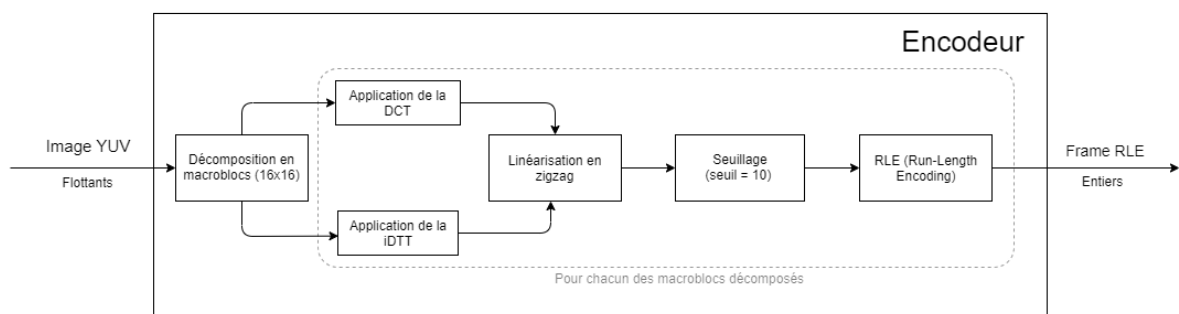 Encodeur
Image YUV
Flottants
Décomposition en
macroblocs (16x16)
Application de la
DCT
Application de la
iDTT
Linéarisation en
zigzag
Seuillage
(seuil = 10)
RLE (Run-Length
Encoding)
Frame RLE
Entiers
Pour chacun des macroblocs décomposés